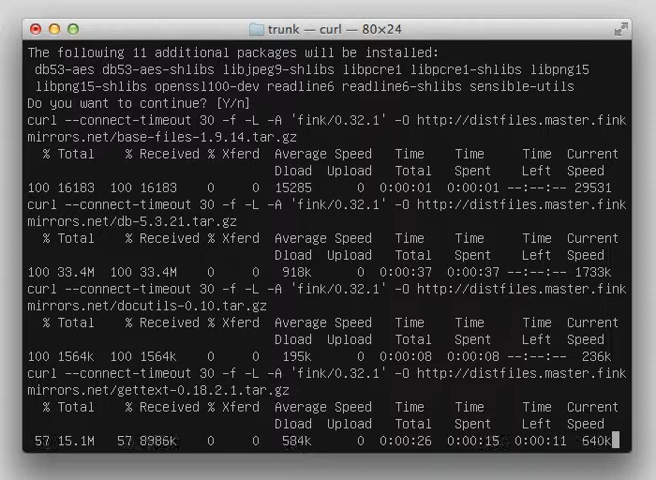 trunk — curl — 80×24
The following 11 additional packages will be installed:
db53-aes db53-aes-shlibs libjpeg9-shlibs libpcre1 libpcre1-shlibs libpng15
libpng15-shlibs openssl100-dev readline6 readline6-shlibs sensible-utils
Do you want to continue? [Y/n]
curl --connect-timeout 30 -f -L -A 'fink/0.32.1' -O http://distfiles.master.fink
mirrors.net/base-files-1.9.14.tar.gz
% Total % Received % Xferd Average Speed Time Time Time Current
Dload Upload Total Spent Left Speed
100 16183 100 16183 0 0 15285 0 0:00:01 0:00:01 --:--:-- 29531
curl --connect-timeout 30 -f -L -A 'fink/0.32.1' -O http://distfiles.master.fink
mirrors.net/db-5.3.21.tar.gz
% Total % Received % Xferd Average Speed Time Time Time Current
Dload Upload Total Spent Left Speed
100 33.4M 100 33.4M 0 0 918k 0 0:00:37 0:00:37 --:--:-- 1733k
curl --connect-timeout 30 -f -L -A 'fink/0.32.1' -O http://distfiles.master.fink
mirrors.net/docutils-0.10.tar.gz
% Total % Received % Xferd Average Speed Time Time Time Current
Dload Upload Total Spent Left Speed
100 1564k 100 1564k 0 0 195k 0 0:00:08 0:00:08 --:--:-- 236k
curl --connect-timeout 30 -f -L -A 'fink/0.32.1' -O http://distfiles.master.fink
mirrors.net/gettext-0.18.2.1.tar.gz
% Total % Received % Xferd Average Speed Time Time Time Current
Dload Upload Total Spent Left Speed
57 15.1M 57 8986k 0 0 584k 0 0:00:26 0:00:15 0:00:11 640k